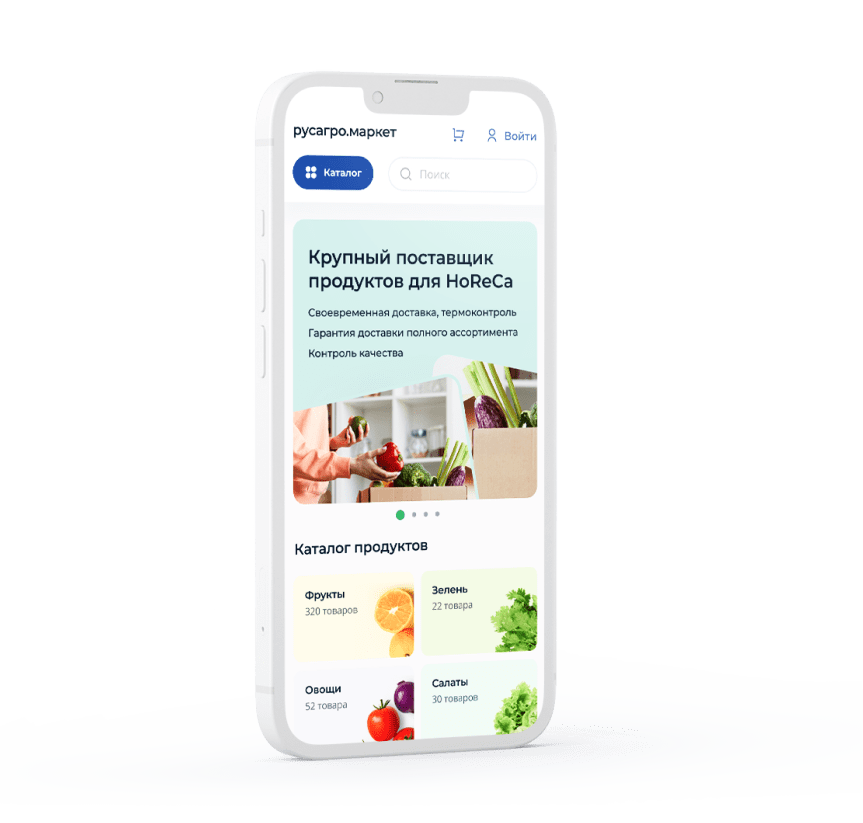 русагро.маркет
Войти
Каталог
Поиск
Крупный поставщик
продуктов для HoReCa
Своевременная доставка, термоконтроль
Гарантия доставки полного ассортимента
Контроль качества
Каталог продуктов
Фрукты
320 товаров
Зелень
22 товара
Овощи
52 товара
Салаты
30 товаров